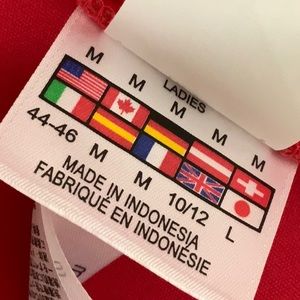 LADIES
M M M M M
44-46 M M 10/12 L
MADE IN INDONESIA
FABRIQUÉ EN INDONÉSIE